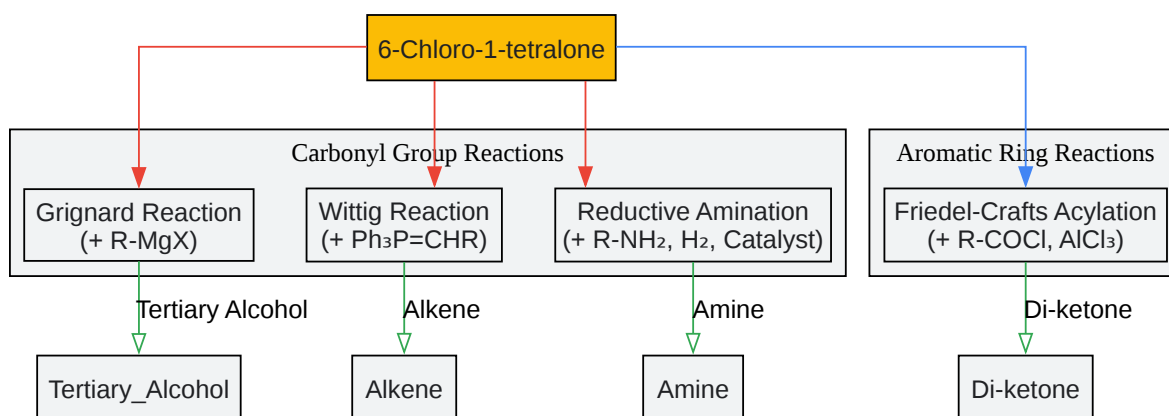 6-Chloro-1-tetralone
Carbonyl Group Reactions
Aromatic Ring Reactions
Grignard Reaction
(+ R-MgX)
Wittig Reaction
(+ Ph₃P=CHR)
Reductive Amination
(+ R-NH₂, H₂, Catalyst)
Friedel-Crafts Acylation
(+ R-COCl, AlCl₃)
Tertiary Alcohol
Alkene
Amine
Di-ketone
Tertiary_Alcohol
Alkene
Amine
Di-ketone